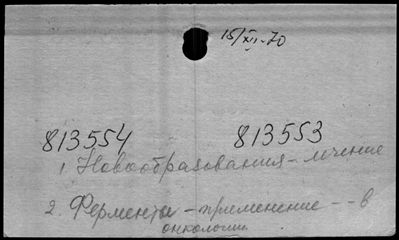 15/XII-70
813554 813553
1. Новообразования - лечение
2. Ферменты - применение - - в
онкологии